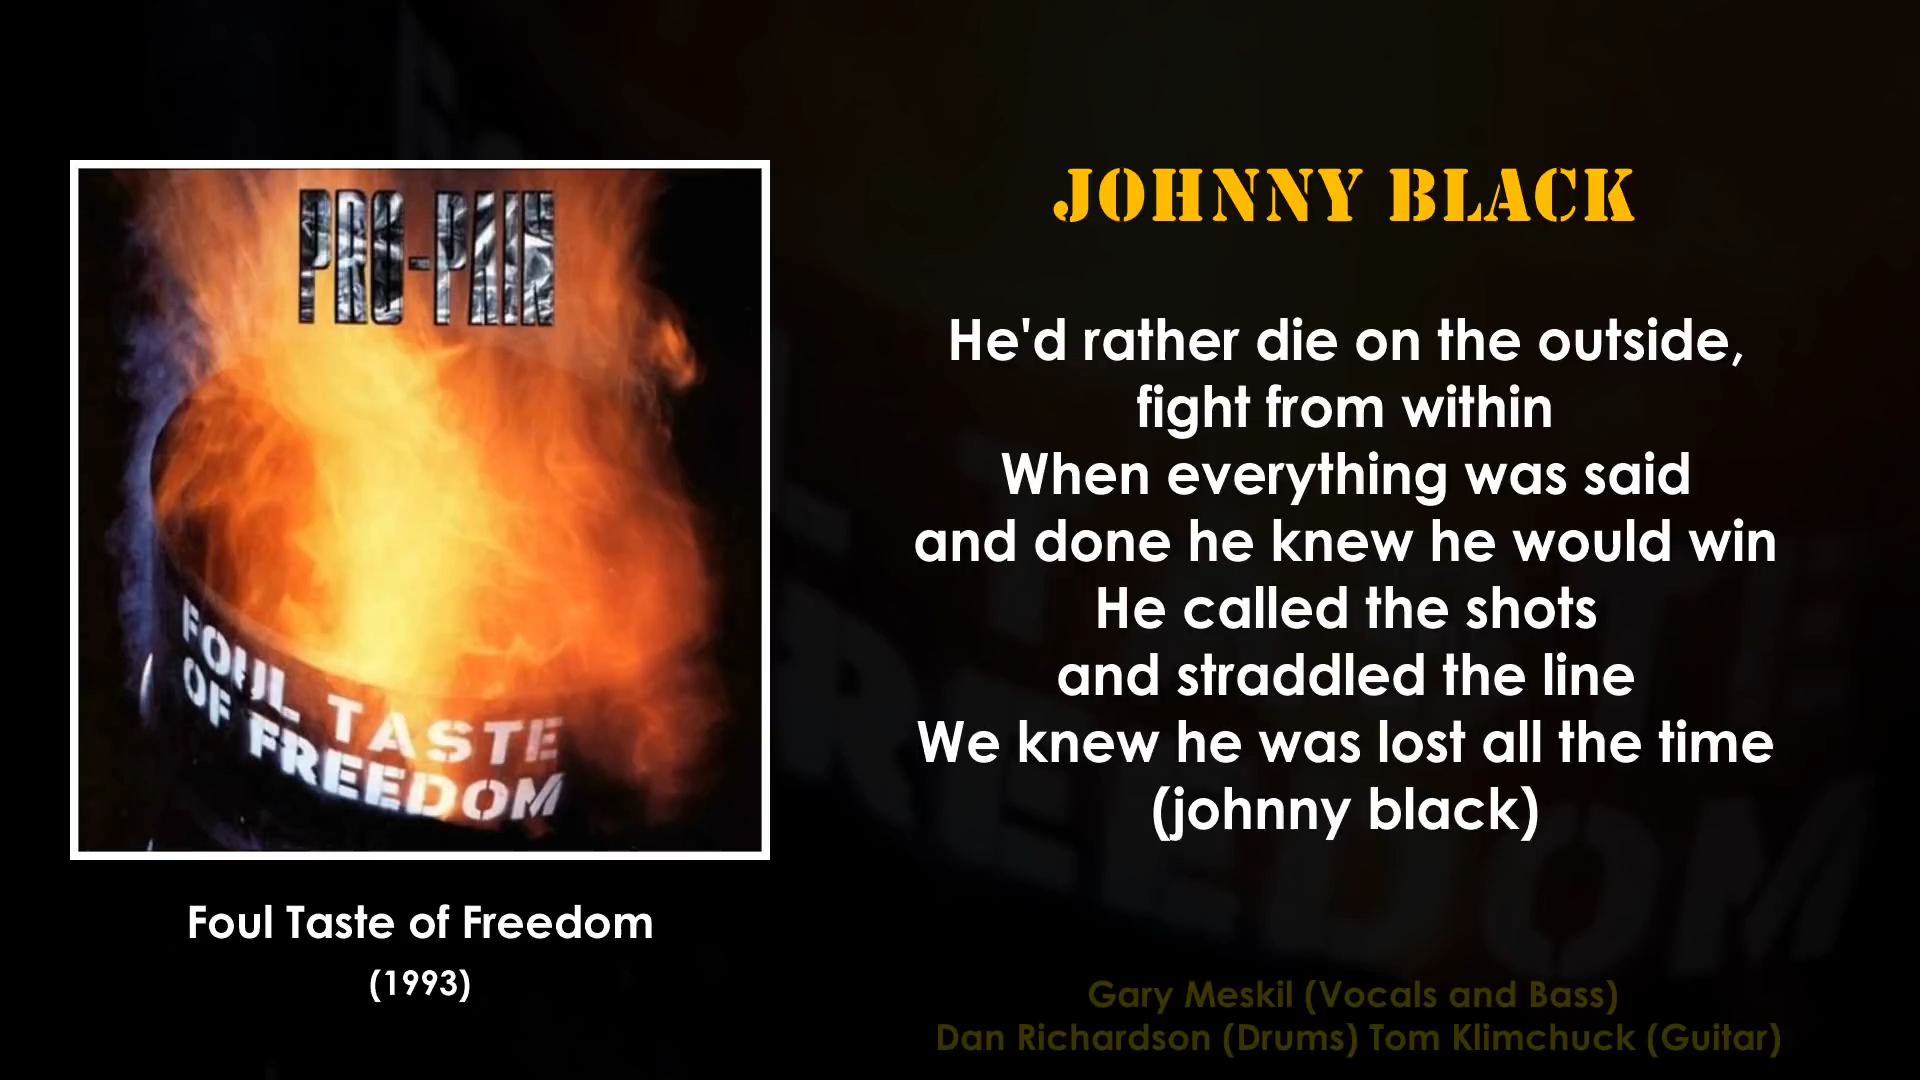 PRO-PAIN
FOUL TASTE
OF FREEDOM
Foul Taste of Freedom
(1993)
JOHNNY BLACK
He'd rather die on the outside,
fight from within
When everything was said
and done he knew he would win
He called the shots
and straddled the line
We knew he was lost all the time
(johnny black)
Gary Meskil (Vocals and Bass)
Dan Richardson (Drums) Tom Klimchuck (Guitar)